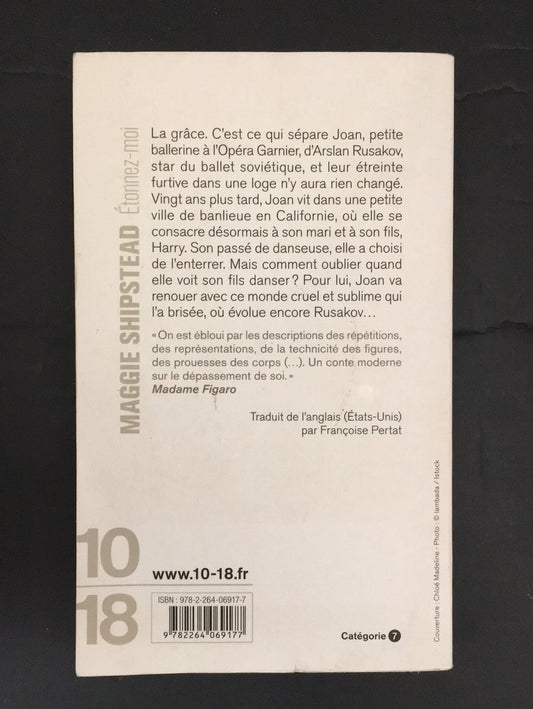 MAGGIE SHIPSTEAD Étonnez-moi
La grâce. C'est ce qui sépare Joan, petite
ballerine à l'Opéra Garnier, d'Arslan Rusakov,
star du ballet soviétique, et leur étreinte
furtive dans une loge n'y aura rien changé.
Vingt ans plus tard, Joan vit dans une petite
ville de banlieue en Californie, où elle se
consacre désormais à son mari et à son fils,
Harry. Son passé de danseuse, elle a choisi
de l'enterrer. Mais comment oublier quand
elle voit son fils danser ? Pour lui, Joan va
renouer avec ce monde cruel et sublime qui
l'a brisée, où évolue encore Rusakov...
« On est ébloui par les descriptions des répétitions,
des représentations, de la technicité des figures,
des prouesses des corps (...). Un conte moderne
sur le dépassement de soi. »
Madame Figaro
Traduit de l'anglais (États-Unis)
par Françoise Pertat
10
18
www.10-18.fr
ISBN : 978-2-264-06917-7
9 782264 069177
Catégorie 7
Couverture : Chloé Madeline - Photo : © lambada / Istock